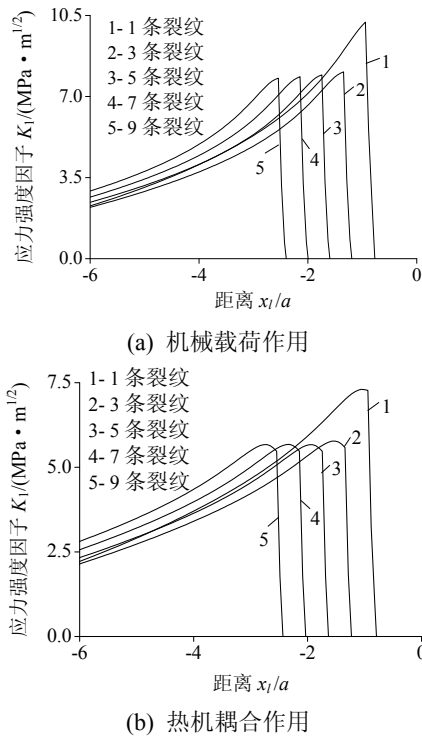 10.5
7.0
3.5
0.0
应力强度因子 K₁/(MPa·m^{1/2})
1-1 条裂纹
2-3 条裂纹
3-5 条裂纹
4-7 条裂纹
5-9 条裂纹
1
2
3
4
5
-6 -4 -2 0
距离 x_l/a
(a) 机械载荷作用
7.5
5.0
2.5
0.0
应力强度因子 K₁/(MPa·m^{1/2})
1-1 条裂纹
2-3 条裂纹
3-5 条裂纹
4-7 条裂纹
5-9 条裂纹
1
2
3
4
5
-6 -4 -2 0
距离 x_l/a
(b) 热机耦合作用